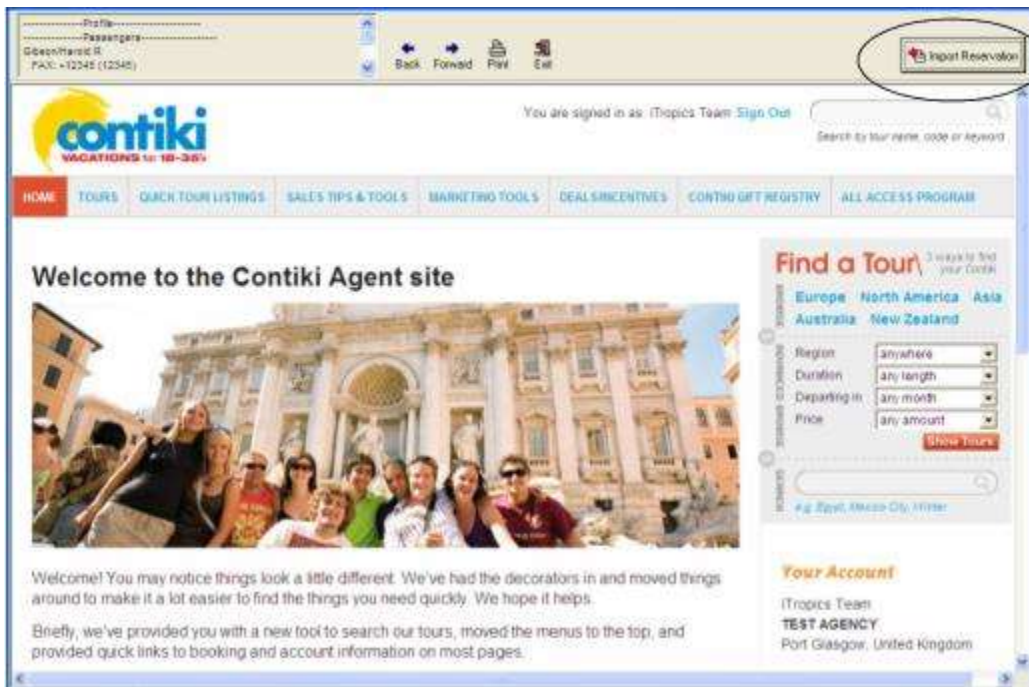 Profile
Passengers
Gibson/Harold R
FAX: +12345 (12345)
Back Forward Print Exit
Import Reservation
contiki
VACATIONS for 18-35's
You are signed in as iTropics Team Sign Out
Search by tour name, code or keyword
HOME TOURS QUICK TOUR LISTINGS SALES TIPS & TOOLS MARKETING TOOLS DEALS/INCENTIVES CONTIKI GIFT REGISTRY ALL ACCESS PROGRAM
Welcome to the Contiki Agent site
Find a Tour\ 3 ways to find
your Contiki
Europe North America Asia
Australia New Zealand
Region anywhere
Duration any length
Departing in any month
Price any amount
Show Tours
e.g. Egypt, Mexico City, Winter
Welcome! You may notice things look a little different. We've had the decorators in and moved things
around to make it a lot easier to find the things you need quickly. We hope it helps.
Briefly, we've provided you with a new tool to search our tours, moved the menus to the top, and
provided quick links to booking and account information on most pages.
Your Account
iTropics Team
TEST AGENCY
Port Glasgow, United Kingdom